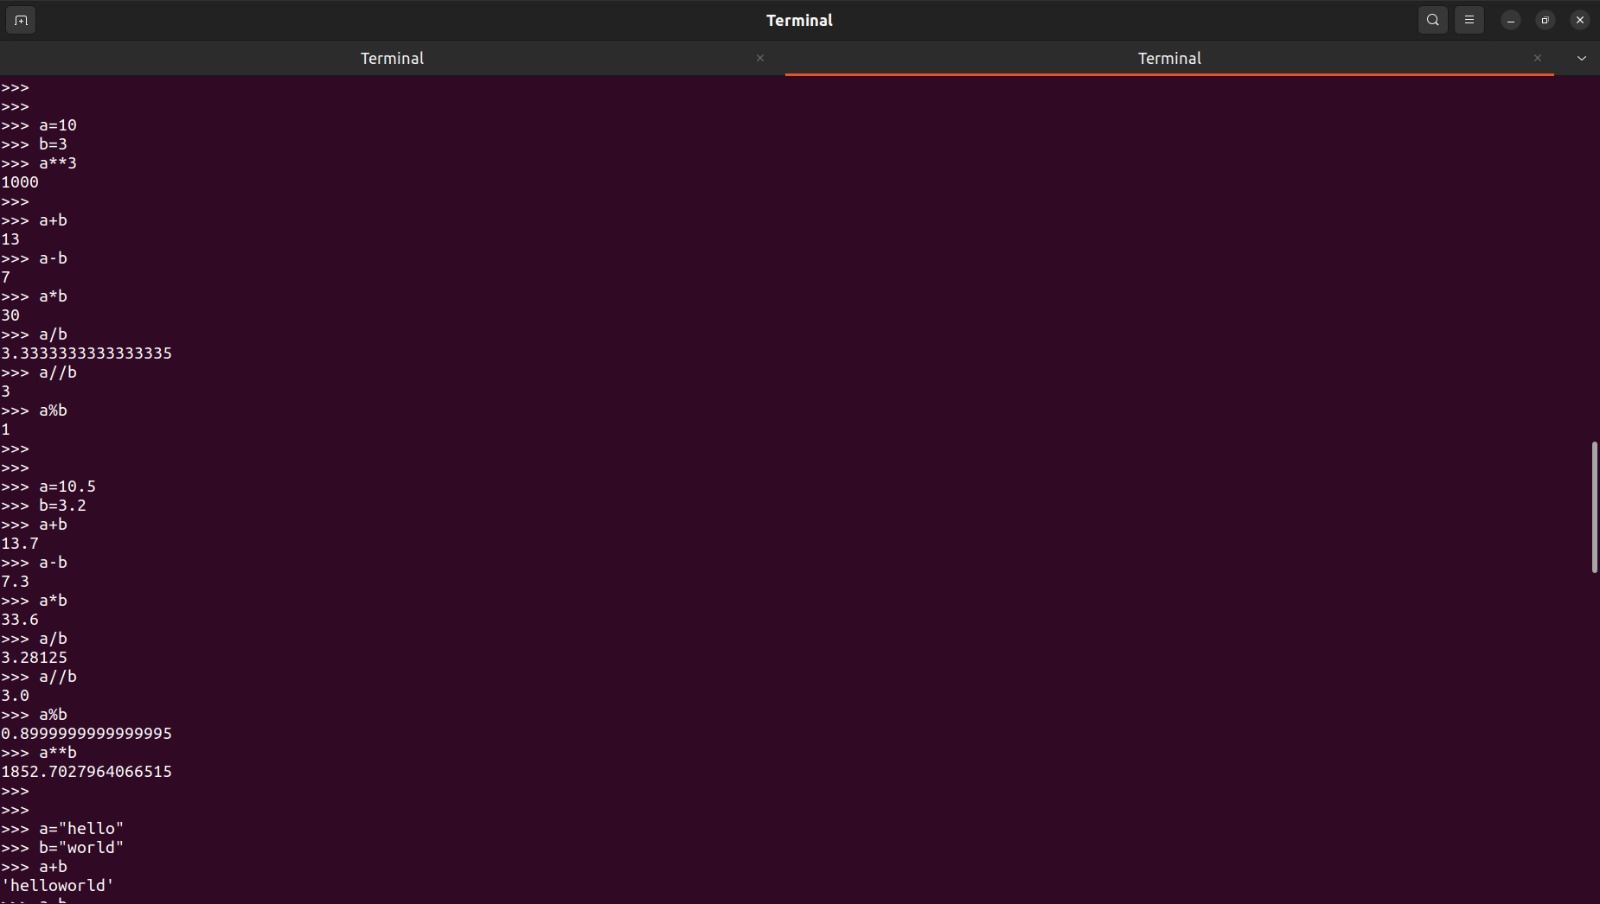 Terminal
Terminal
Terminal
>>>
>>>
>>> a=10
>>> b=3
>>> a**3
1000
>>>
>>> a+b
13
>>> a-b
7
>>> a*b
30
>>> a/b
3.3333333333333335
>>> a//b
3
>>> a%b
1
>>>
>>>
>>> a=10.5
>>> b=3.2
>>> a+b
13.7
>>> a-b
7.3
>>> a*b
33.6
>>> a/b
3.28125
>>> a//b
3.0
>>> a%b
0.8999999999999995
>>> a**b
1852.7027964066515
>>>
>>>
>>> a="hello"
>>> b="world"
>>> a+b
'helloworld'